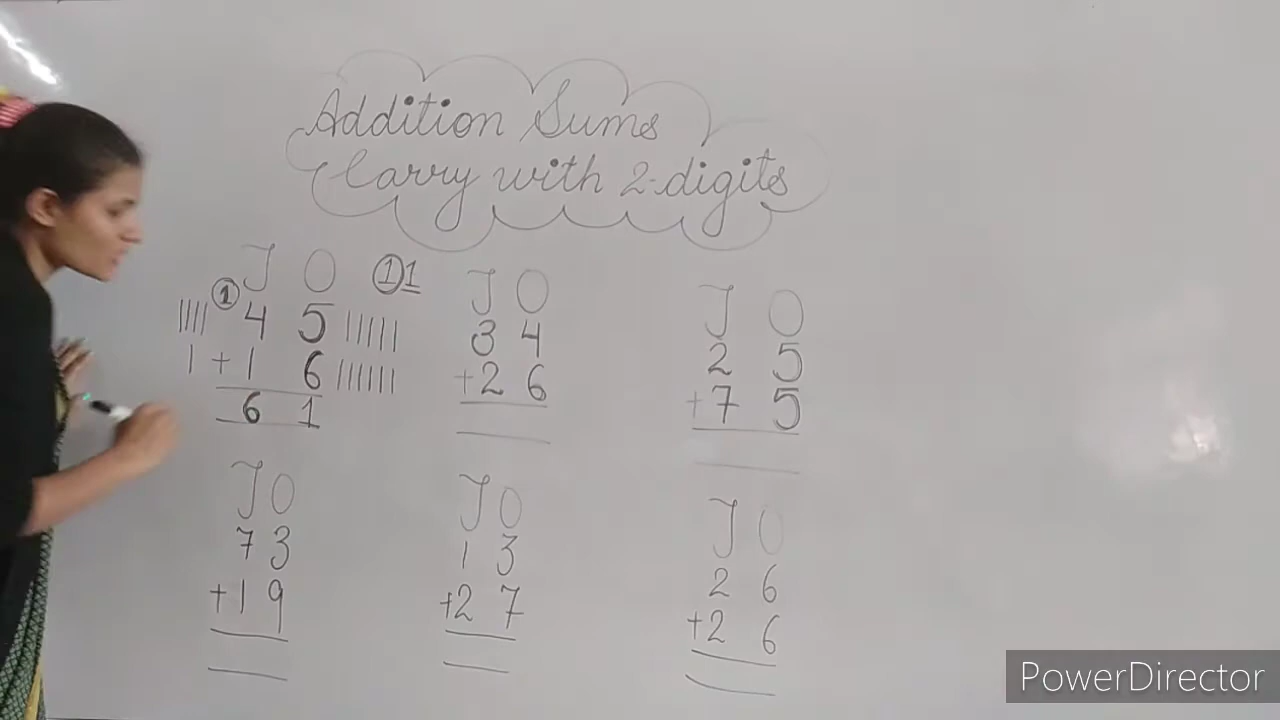 Addition Sums
Carry with 2-digits
T O
1 11
4 5
+ 1 6
6 1
T O
3 4
+ 2 6
T O
2 5
+ 7 5
T O
7 3
+ 1 9
T O
1 3
+ 2 7
T O
2 6
+ 2 6
PowerDirector